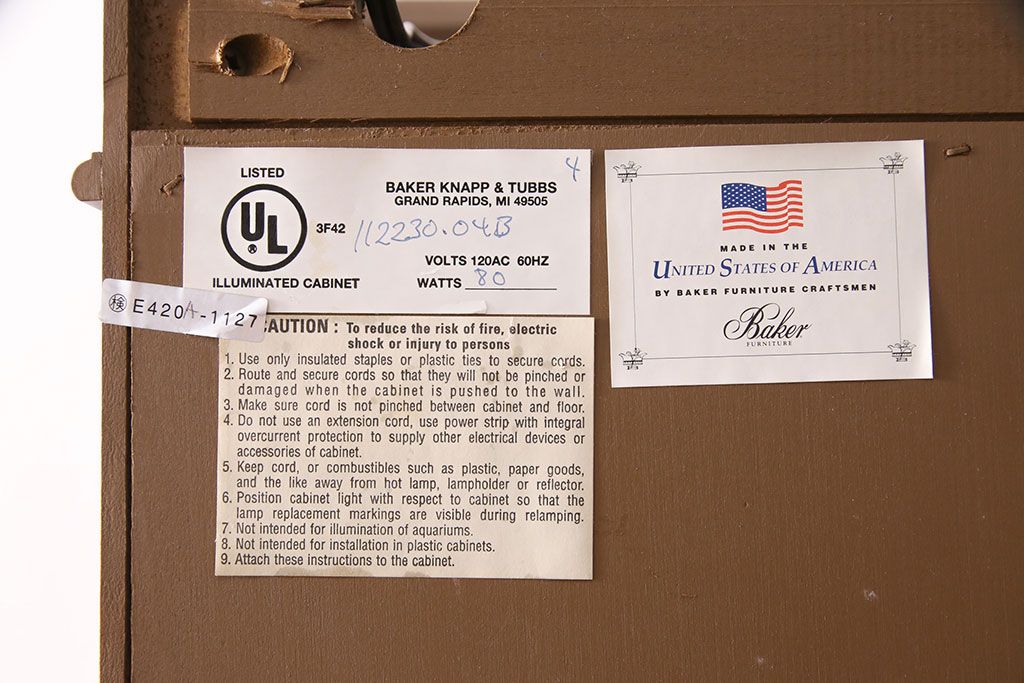 LISTED
UL
®
3F42
ILLUMINATED CABINET
4
BAKER KNAPP & TUBBS
GRAND RAPIDS, MI 49505
112230.04B
VOLTS 120AC 60HZ
WATTS 80
検 E420A-1127
CAUTION : To reduce the risk of fire, electric
shock or injury to persons
1. Use only insulated staples or plastic ties to secure cords.
2. Route and secure cords so that they will not be pinched or
damaged when the cabinet is pushed to the wall.
3. Make sure cord is not pinched between cabinet and floor.
4. Do not use an extension cord, use power strip with integral
overcurrent protection to supply other electrical devices or
accessories of cabinet.
5. Keep cord, or combustibles such as plastic, paper goods,
and the like away from hot lamp, lampholder or reflector.
6. Position cabinet light with respect to cabinet so that the
lamp replacement markings are visible during relamping.
7. Not intended for illumination of aquariums.
8. Not intended for installation in plastic cabinets.
9. Attach these instructions to the cabinet.
MADE IN THE
UNITED STATES OF AMERICA
BY BAKER FURNITURE CRAFTSMEN
Baker
FURNITURE